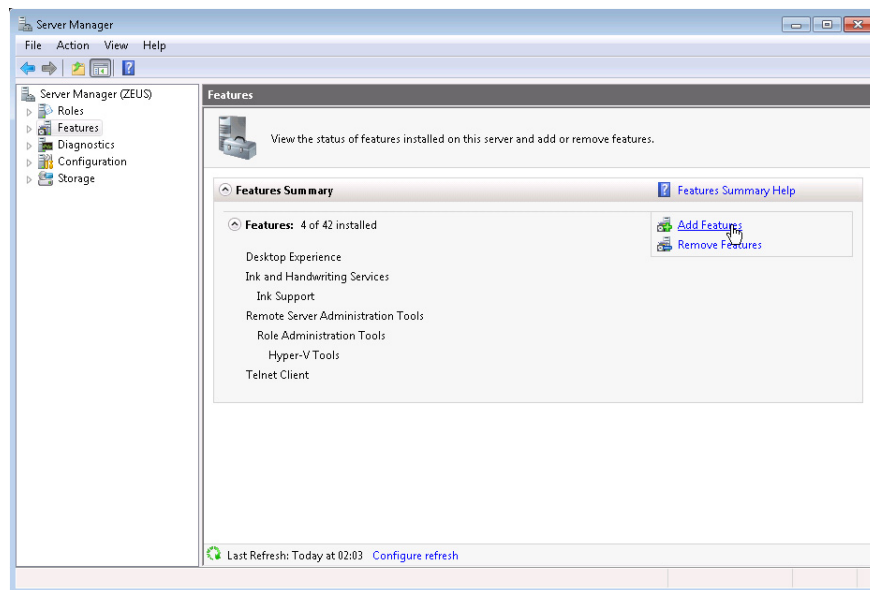 Server Manager
File Action View Help
Server Manager (ZEUS)
Roles
Features
Diagnostics
Configuration
Storage
Features
View the status of features installed on this server and add or remove features.
Features Summary
Features Summary Help
Features: 4 of 42 installed
Add Features
Remove Features
Desktop Experience
Ink and Handwriting Services
Ink Support
Remote Server Administration Tools
Role Administration Tools
Hyper-V Tools
Telnet Client
Last Refresh: Today at 02:03 Configure refresh